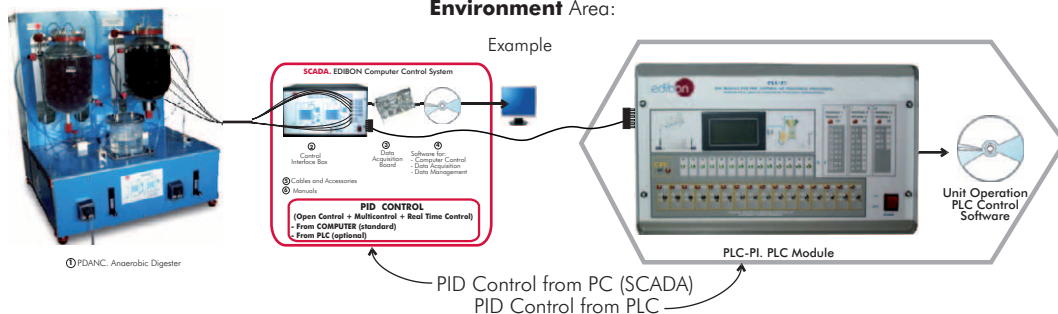 Environment Area:
Example
SCADA. EDIBON Computer Control System
② Control Interface Box
③ Data Acquisition Board
④ Software for:
- Computer Control
- Data Acquisition
- Data Management
⑤ Cables and Accessories
⑥ Manuals
PID CONTROL
(Open Control + Multicontrol + Real Time Control)
- From COMPUTER (standard)
- From PLC (optional)
① PDANC. Anaerobic Digester
edibon
PLC-PI
Unit Operation
PLC Control
Software
PLC-PI. PLC Module
PID Control from PC (SCADA)
PID Control from PLC